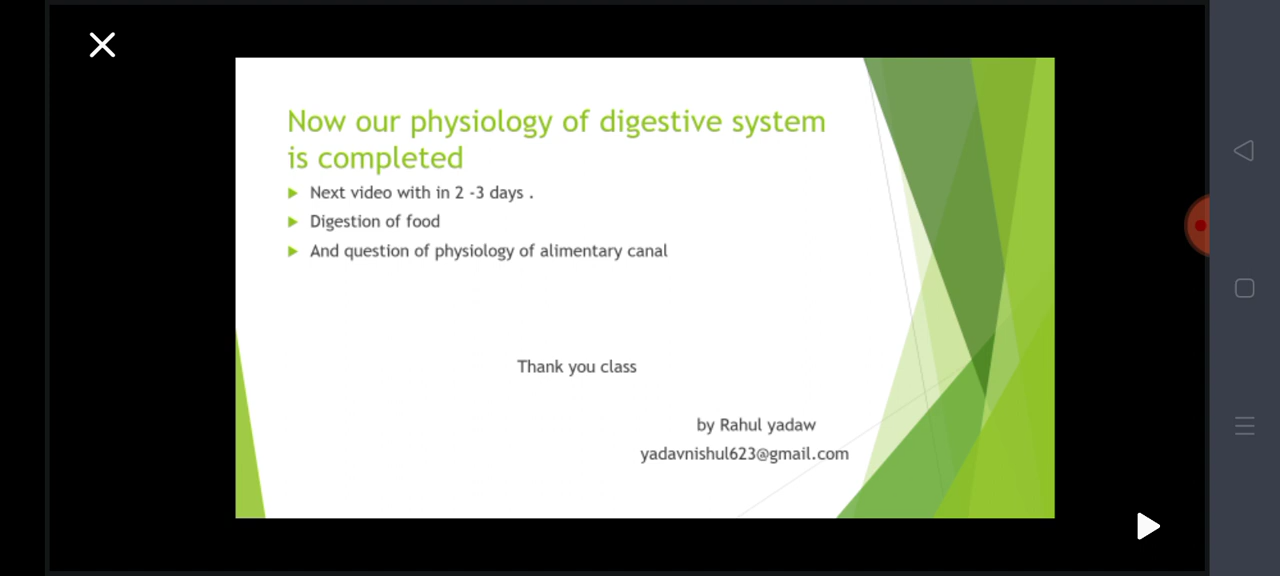 Now our physiology of digestive system
is completed
Next video with in 2 -3 days .
Digestion of food
And question of physiology of alimentary canal
Thank you class
by Rahul yadaw
yadavnishul623@gmail.com